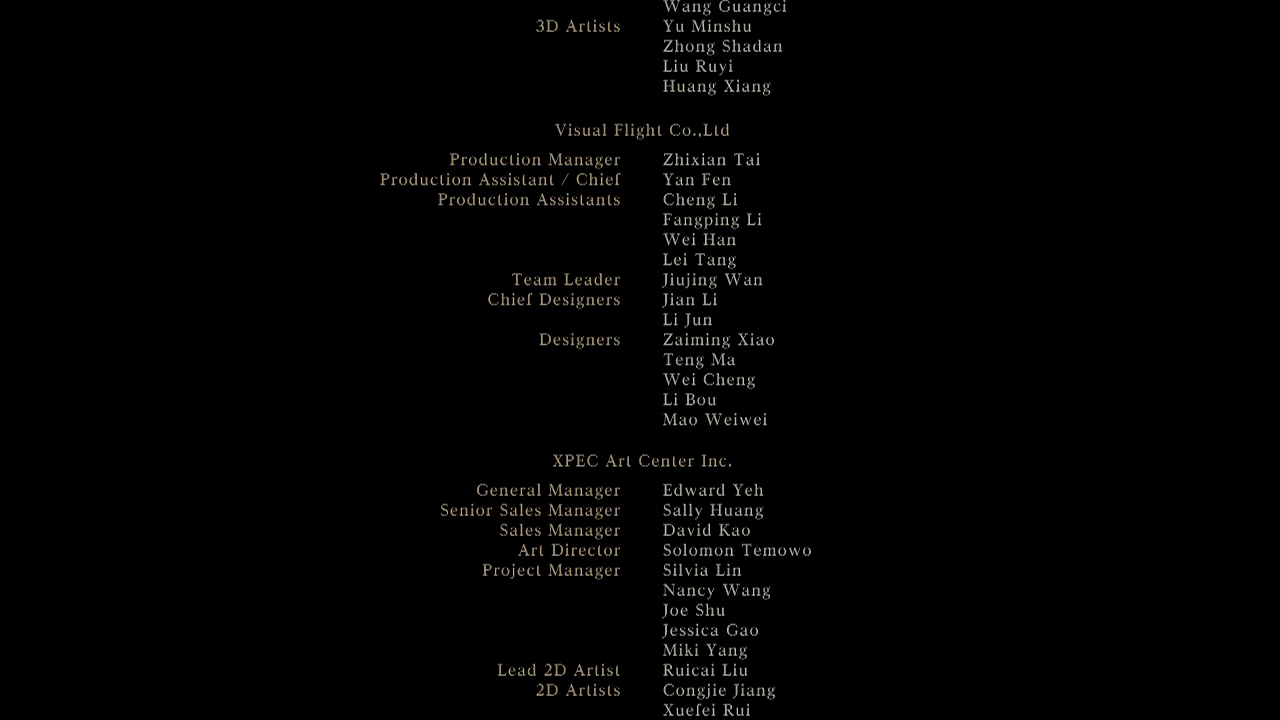 Wang Guangci
3D Artists Yu Minshu
Zhong Shadan
Liu Ruyi
Huang Xiang
Visual Flight Co.,Ltd
Production Manager Zhixian Tai
Production Assistant / Chief Yan Fen
Production Assistants Cheng Li
Fangping Li
Wei Han
Lei Tang
Team Leader Jiujing Wan
Chief Designers Jian Li
Li Jun
Designers Zaiming Xiao
Teng Ma
Wei Cheng
Li Bou
Mao Weiwei
XPEC Art Center Inc.
General Manager Edward Yeh
Senior Sales Manager Sally Huang
Sales Manager David Kao
Art Director Solomon Temowo
Project Manager Silvia Lin
Nancy Wang
Joe Shu
Jessica Gao
Miki Yang
Lead 2D Artist Ruicai Liu
2D Artists Congjie Jiang
Xuefei Rui